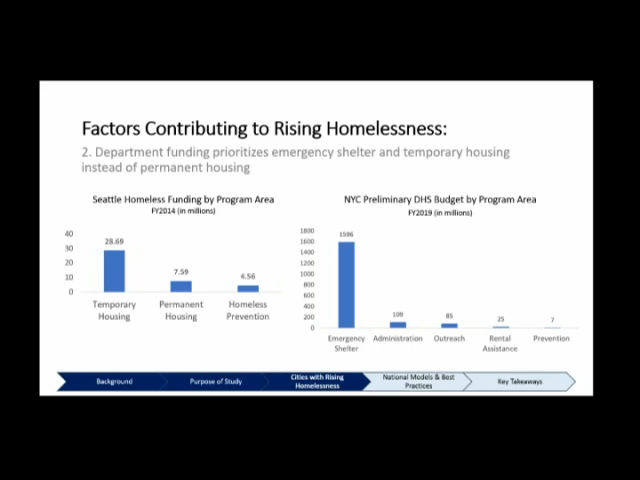 Factors Contributing to Rising Homelessness:
2. Department funding prioritizes emergency shelter and temporary housing
instead of permanent housing
Seattle Homeless Funding by Program Area
FY2014 (in millions)
40
30
20
10
0
28.69
7.59
4.56
Temporary
Housing
Permanent
Housing
Homeless
Prevention
NYC Preliminary DHS Budget by Program Area
FY2019 (in millions)
1800
1600
1400
1200
1000
800
600
400
200
0
1596
109
85
25
7
Emergency
Shelter
Administration
Outreach
Rental
Assistance
Prevention
Background
Purpose of Study
Cities with Rising
Homelessness
National Models & Best
Practices
Key Takeaways